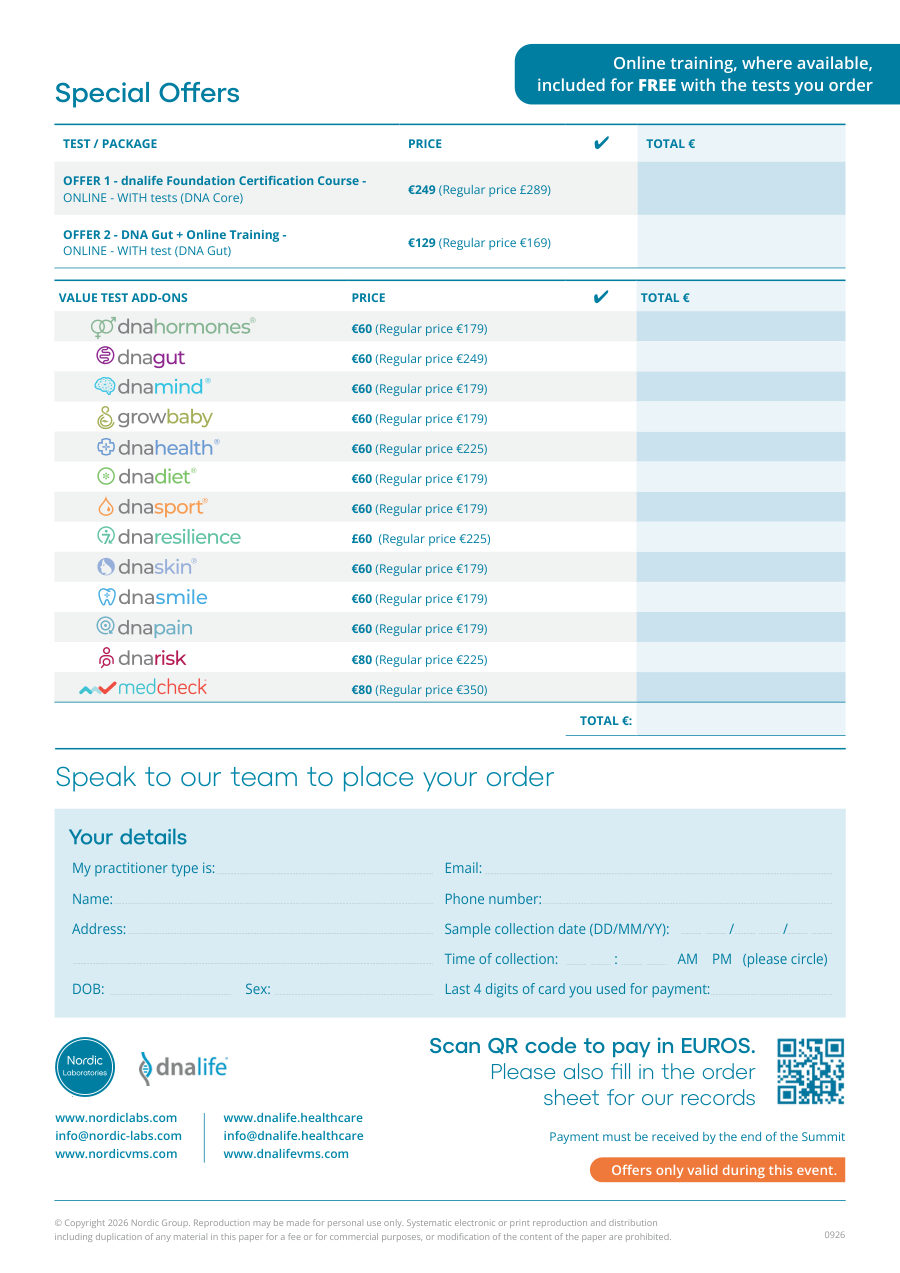 Online training, where available,
included for FREE with the tests you order
Special Offers
TEST / PACKAGE PRICE ✔ TOTAL €
OFFER 1 - dnalife Foundation Certification Course -
ONLINE - WITH tests (DNA Core)
€249 (Regular price £289)
OFFER 2 - DNA Gut + Online Training -
ONLINE - WITH test (DNA Gut)
€129 (Regular price €169)
VALUE TEST ADD-ONS PRICE ✔ TOTAL €
dnahormones® €60 (Regular price €179)
dnagut €60 (Regular price €249)
dnamind® €60 (Regular price €179)
growbaby €60 (Regular price €179)
dnahealth® €60 (Regular price €225)
dnadiet® €60 (Regular price €179)
dnasport® €60 (Regular price €179)
dnaresilience £60 (Regular price €225)
dnaskin® €60 (Regular price €179)
dnasmile €60 (Regular price €179)
dnapain €60 (Regular price €179)
dnarisk €80 (Regular price €225)
medcheck €80 (Regular price €350)
TOTAL €:
Speak to our team to place your order
Your details
My practitioner type is: Email:
Name: Phone number:
Address: Sample collection date (DD/MM/YY): / /
Time of collection: : AM PM (please circle)
DOB: Sex: Last 4 digits of card you used for payment:
Nordic
Laboratories
dnalife®
www.nordiclabs.com
info@nordic-labs.com
www.nordicvms.com
www.dnalife.healthcare
info@dnalife.healthcare
www.dnalifevms.com
Scan QR code to pay in EUROS.
Please also fill in the order
sheet for our records
Payment must be received by the end of the Summit
Offers only valid during this event.
© Copyright 2026 Nordic Group. Reproduction may be made for personal use only. Systematic electronic or print reproduction and distribution
including duplication of any material in this paper for a fee or for commercial purposes, or modification of the content of the paper are prohibited.
0926